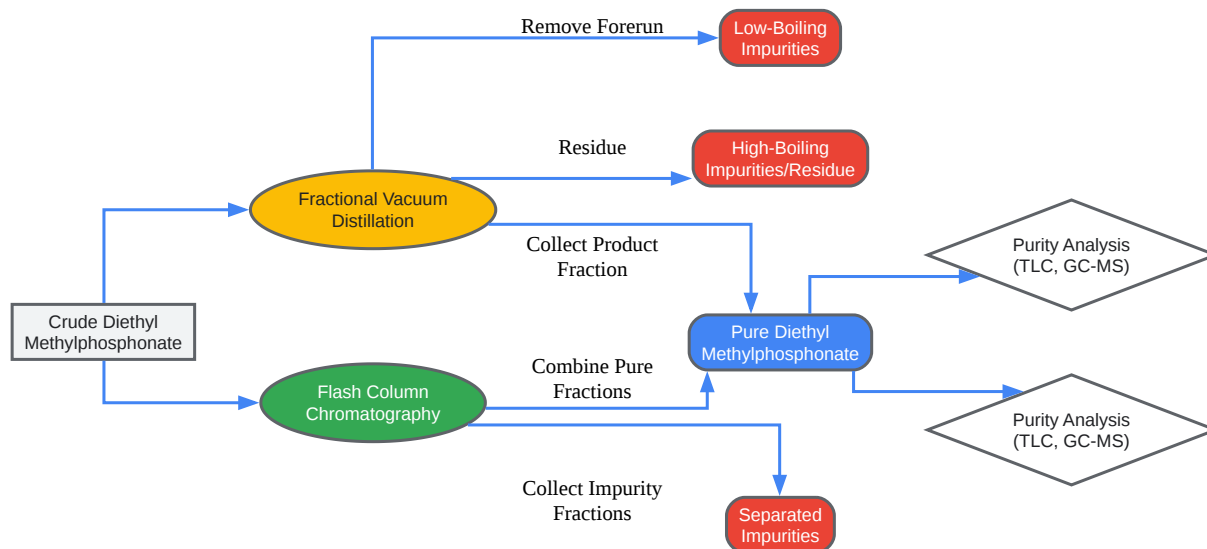 Remove Forerun
Low-Boiling
Impurities
Residue
High-Boiling
Impurities/Residue
Fractional Vacuum
Distillation
Collect Product
Fraction
Purity Analysis
(TLC, GC-MS)
Crude Diethyl
Methylphosphonate
Pure Diethyl
Methylphosphonate
Combine Pure
Fractions
Flash Column
Chromatography
Purity Analysis
(TLC, GC-MS)
Collect Impurity
Fractions
Separated
Impurities